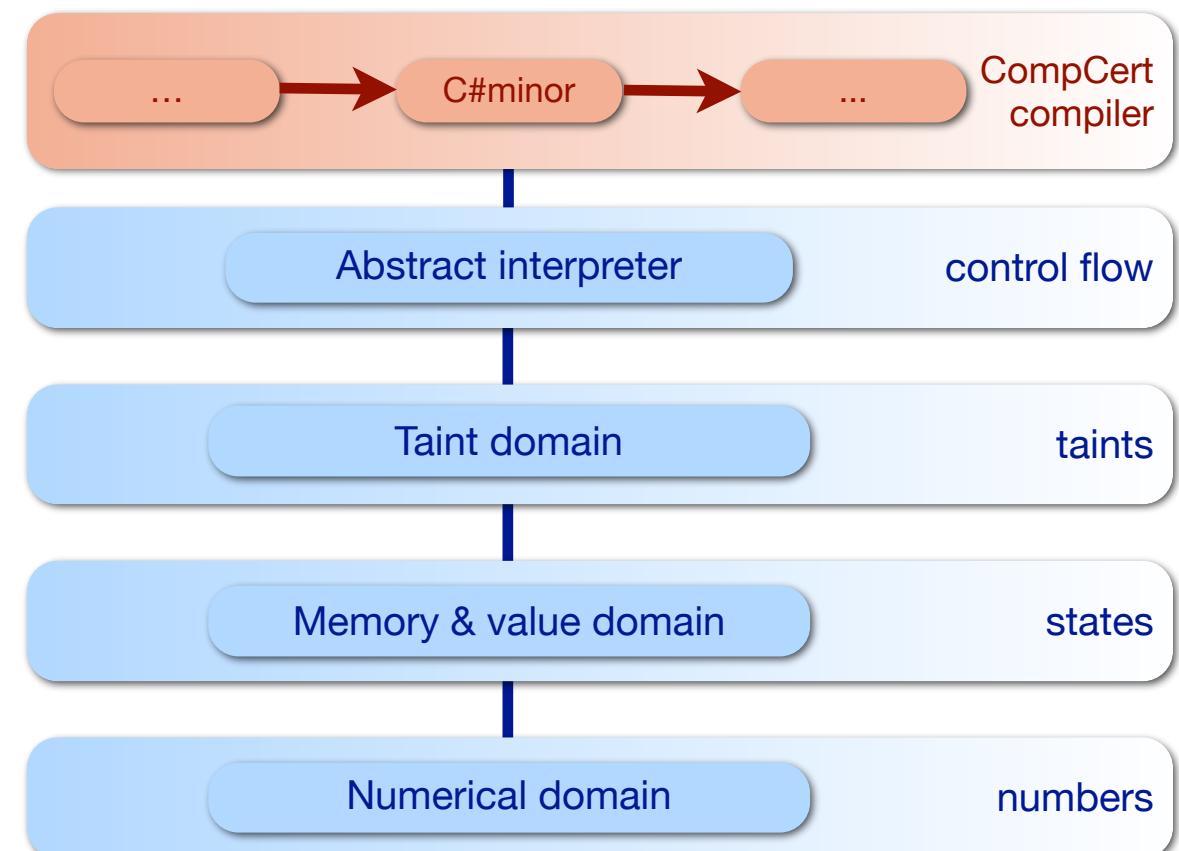 ... C#minor ... CompCert
compiler
Abstract interpreter control flow
Taint domain taints
Memory & value domain states
Numerical domain numbers